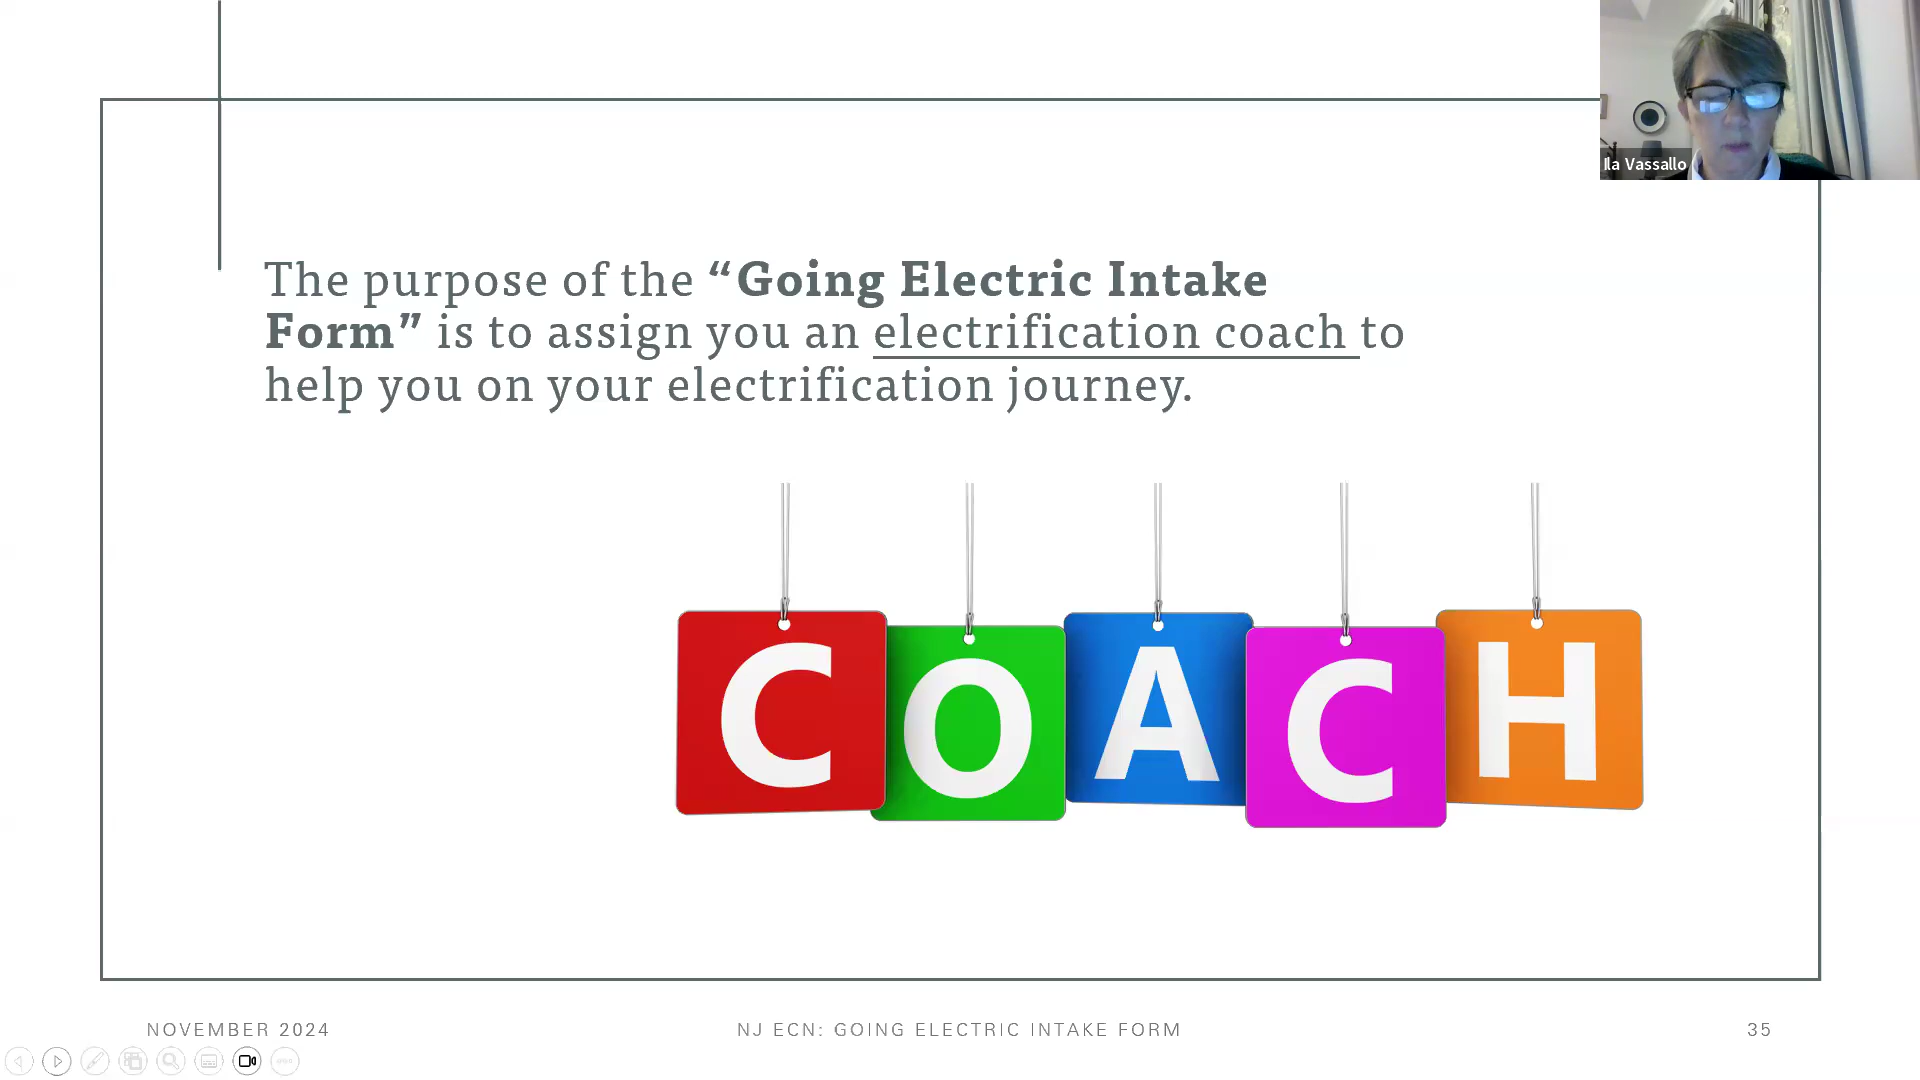 Ila Vassallo
The purpose of the “Going Electric Intake
Form” is to assign you an electrification coach to
help you on your electrification journey.
COACH
NOVEMBER 2024
NJ ECN: GOING ELECTRIC INTAKE FORM
35